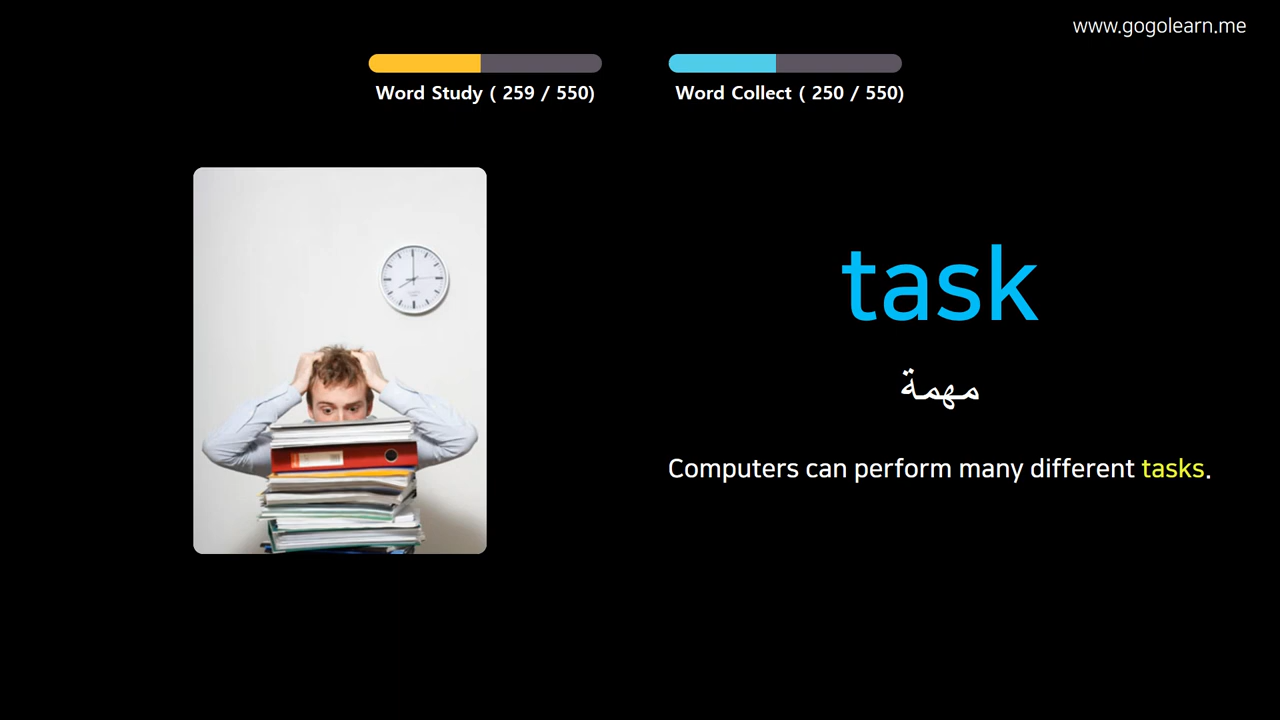 www.gogolearn.me
Word Study ( 259 / 550)
Word Collect ( 250 / 550)
task
مهمة
Computers can perform many different tasks.